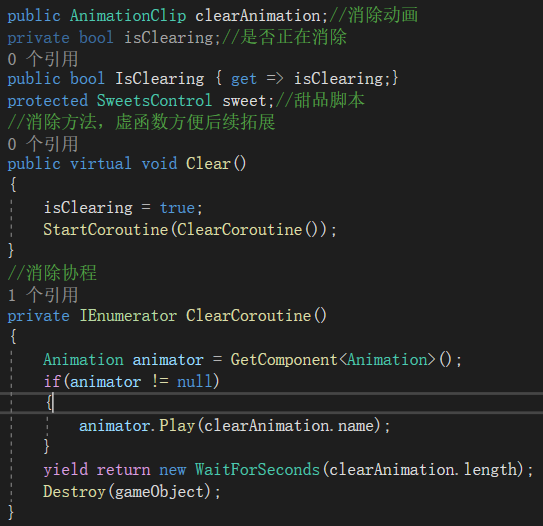 public AnimationClip clearAnimation;//消除动画
private bool isClearing;//是否正在消除
0 个引用
public bool IsClearing { get => isClearing;}
protected SweetsControl sweet;//甜品脚本
//消除方法，虚函数方便后续拓展
0 个引用
public virtual void Clear()
{
isClearing = true;
StartCoroutine(ClearCoroutine());
}
//消除协程
1 个引用
private IEnumerator ClearCoroutine()
{
Animation animator = GetComponent<Animation>();
if(animator != null)
{
animator.Play(clearAnimation.name);
}
yield return new WaitForSeconds(clearAnimation.length);
Destroy(gameObject);
}